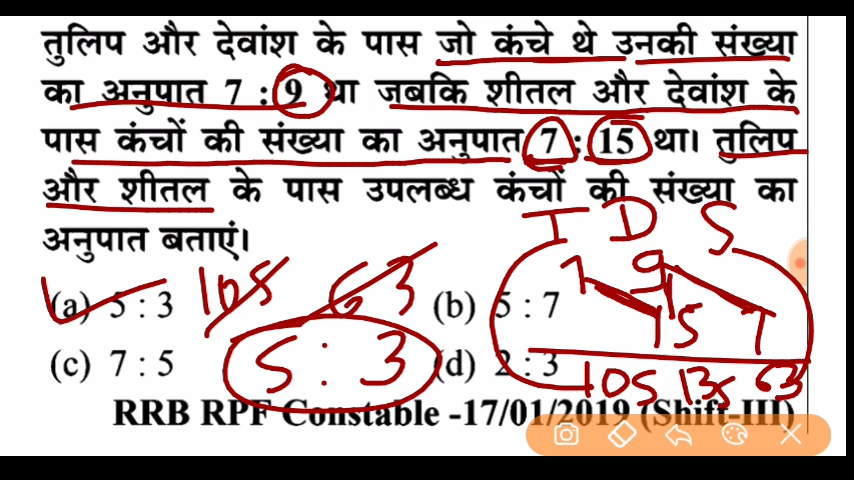 तुलिप और देवांश के पास जो कंचे थे उनकी संख्या
का अनुपात 7 : 9 था जबकि शीतल और देवांश के
पास कंचों की संख्या का अनुपात 7 : 15 था। तुलिप
और शीतल के पास उपलब्ध कंचों की संख्या का
अनुपात बताएं।
T D S
7 9
15 7
105 135 63
(a) 5 : 3
105 63
(b) 5 : 7
(c) 7 : 5
5 : 3
(d) 2 : 3
RRB RPF Constable -17/01/2019 (Shift-III)